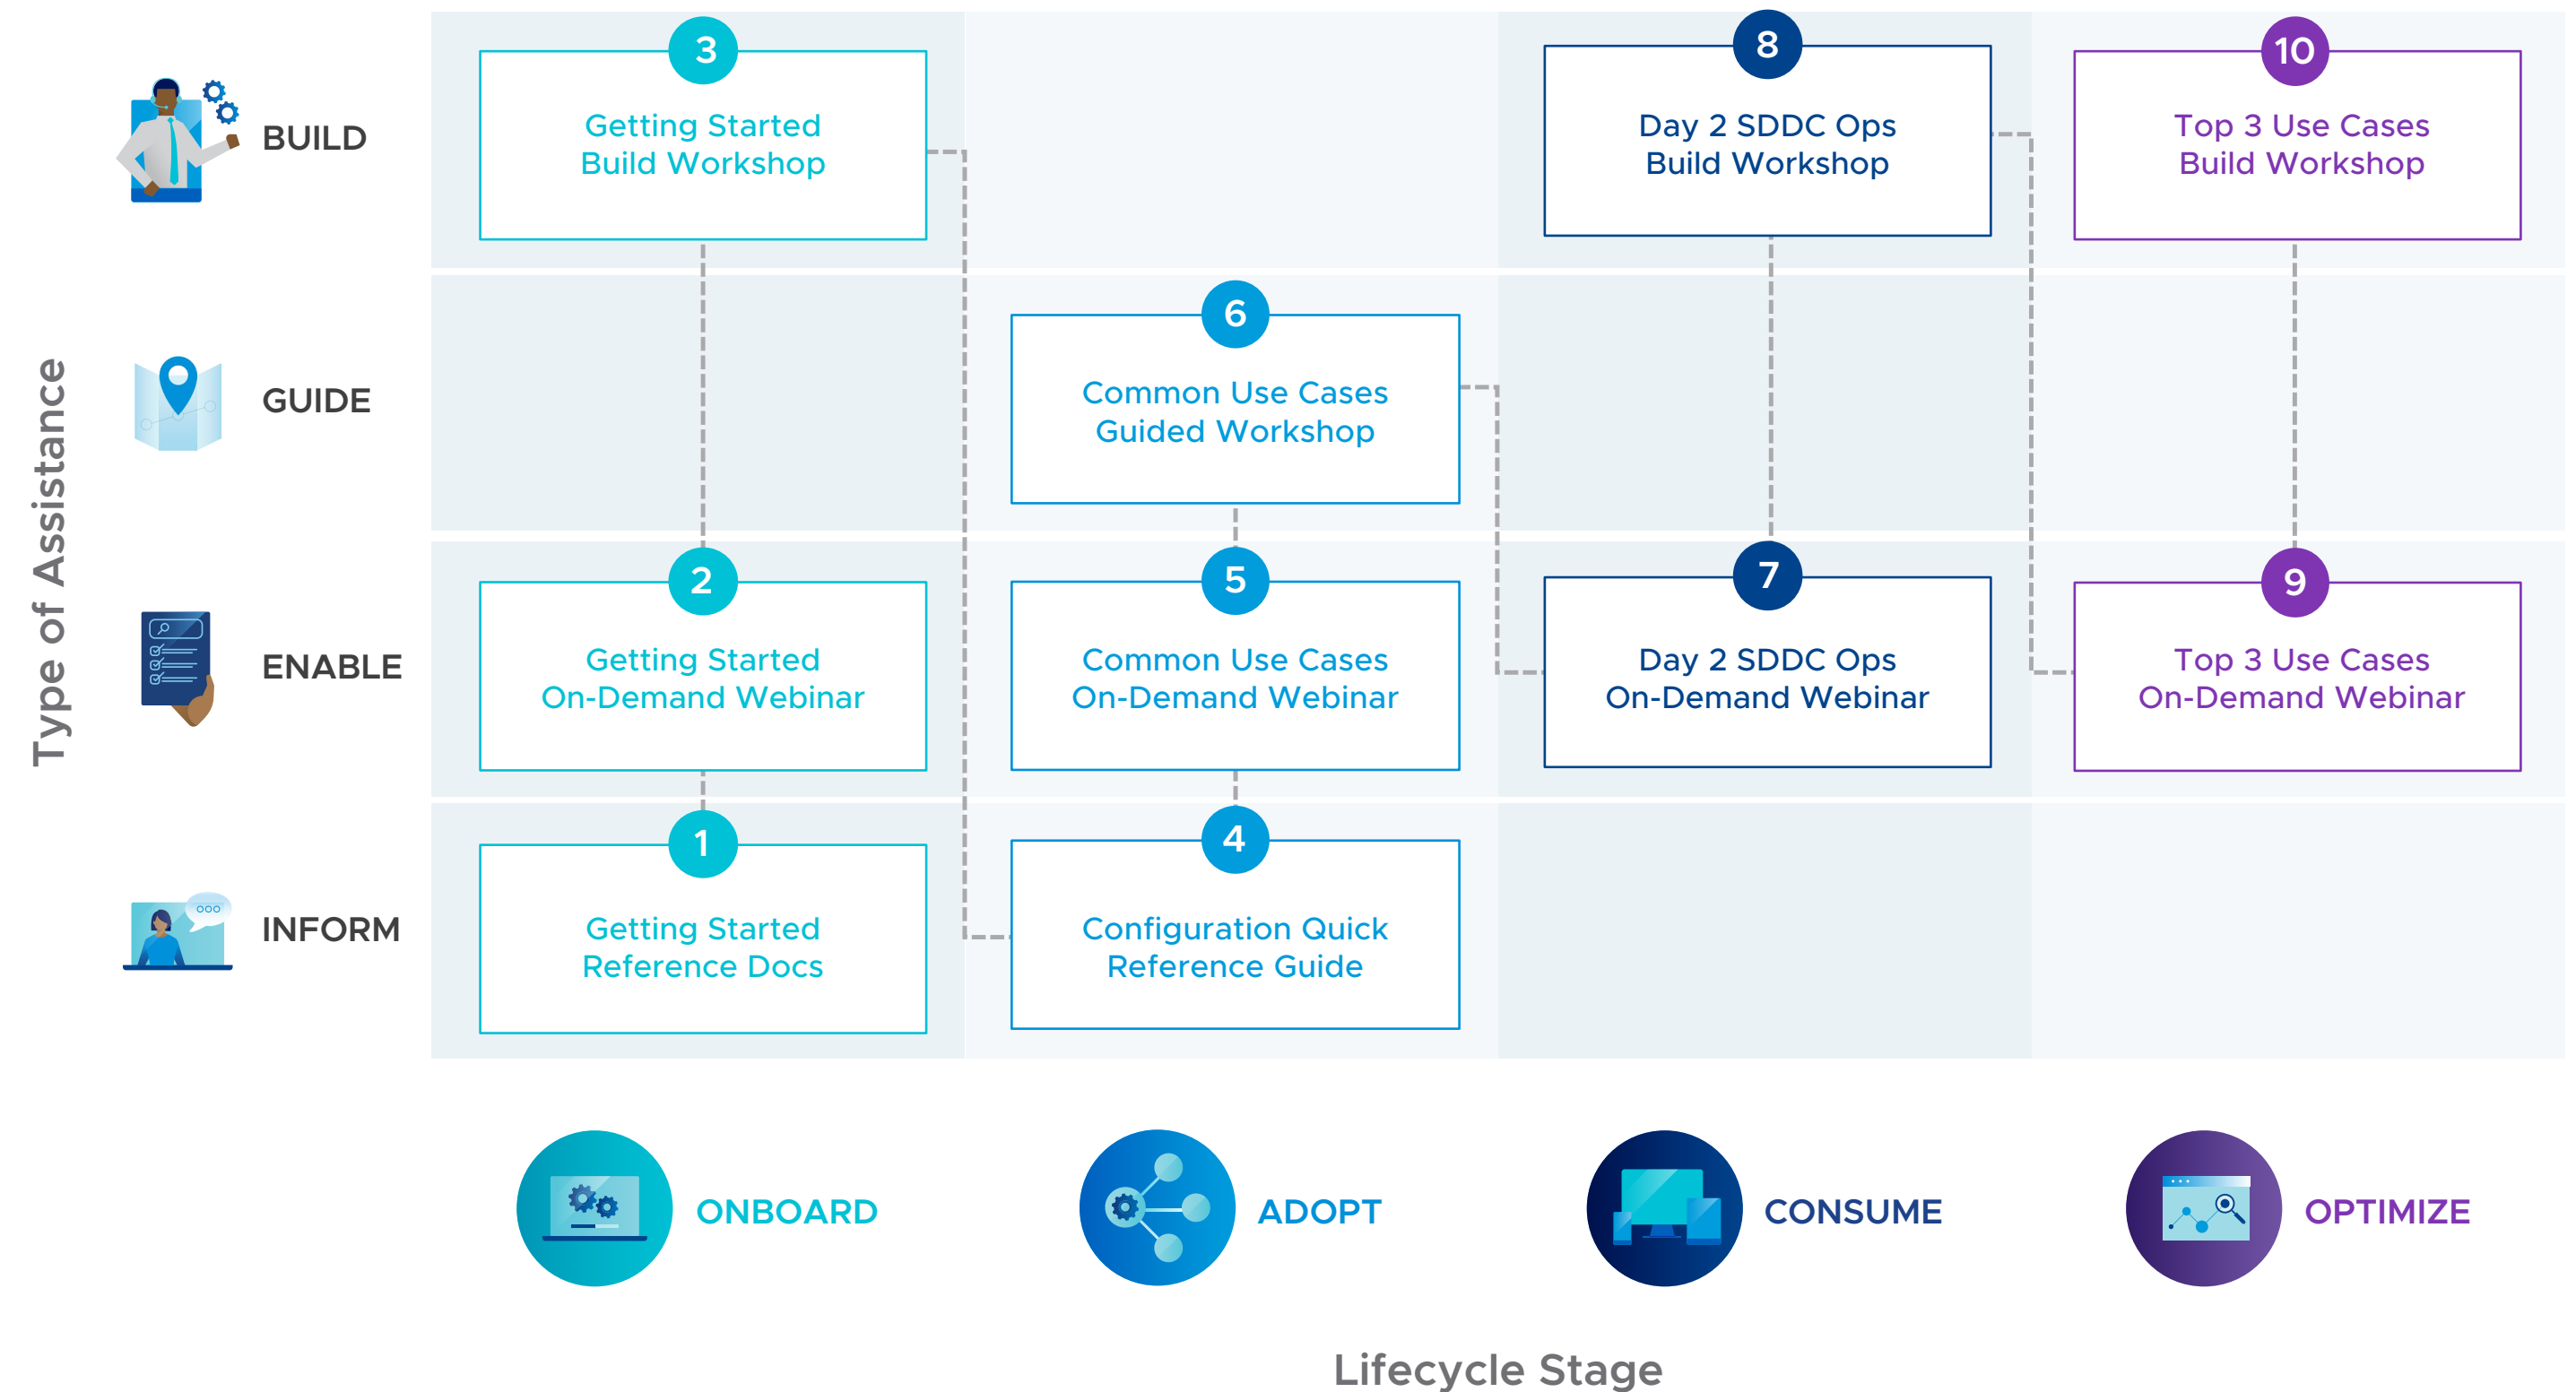 Type of Assistance
BUILD
3
Getting Started
Build Workshop
8
Day 2 SDDC Ops
Build Workshop
10
Top 3 Use Cases
Build Workshop
GUIDE
6
Common Use Cases
Guided Workshop
ENABLE
2
Getting Started
On-Demand Webinar
5
Common Use Cases
On-Demand Webinar
7
Day 2 SDDC Ops
On-Demand Webinar
9
Top 3 Use Cases
On-Demand Webinar
INFORM
1
Getting Started
Reference Docs
4
Configuration Quick
Reference Guide
ONBOARD
ADOPT
CONSUME
OPTIMIZE
Lifecycle Stage